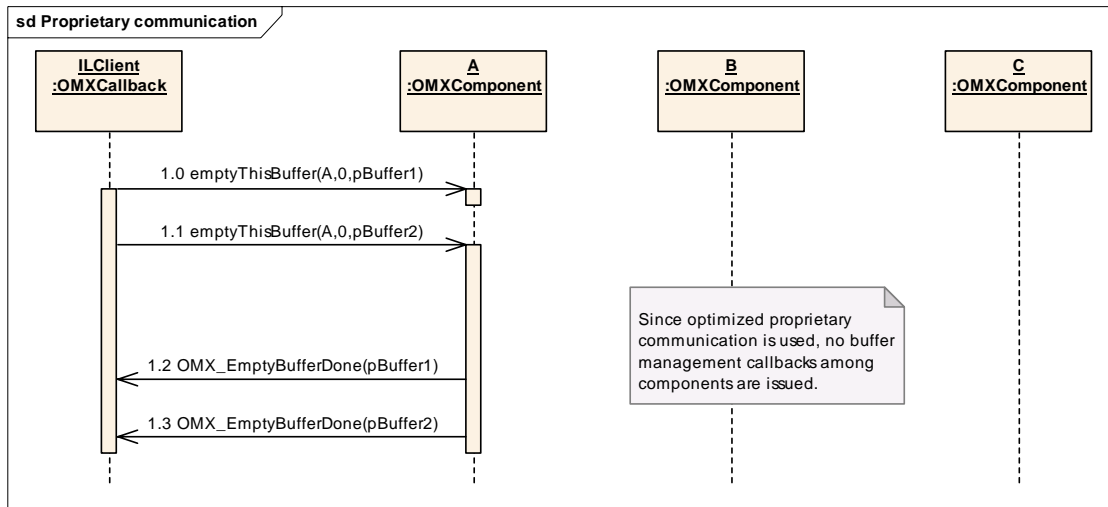 sd Proprietary communication
ILClient
:OMXCallback
A
:OMXComponent
B
:OMXComponent
C
:OMXComponent
1.0 emptyThisBuffer(A,0,pBuffer1)
1.1 emptyThisBuffer(A,0,pBuffer2)
Since optimized proprietary
communication is used, no buffer
management callbacks among
components are issued.
1.2 OMX_EmptyBufferDone(pBuffer1)
1.3 OMX_EmptyBufferDone(pBuffer2)